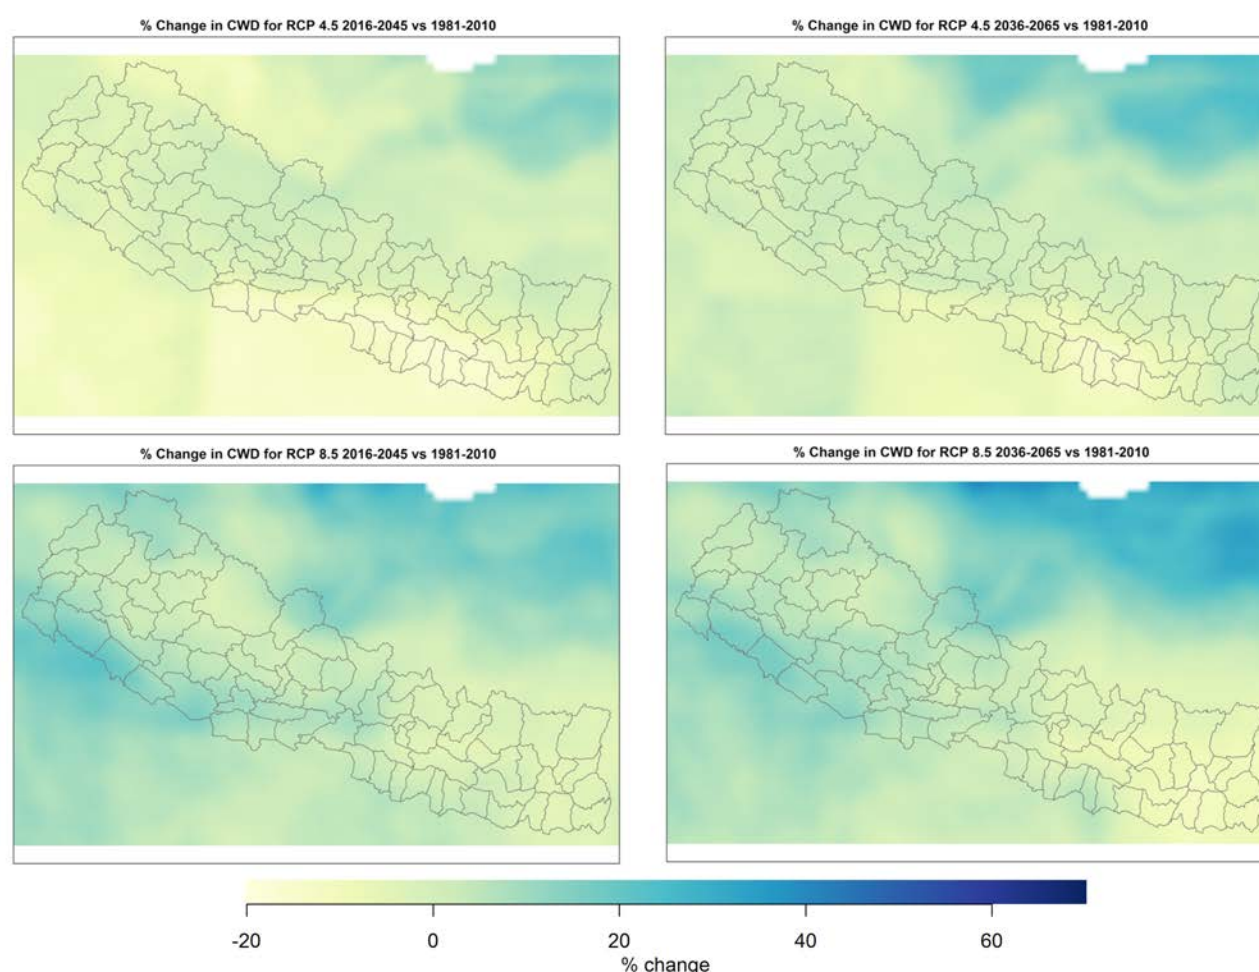 % Change in CWD for RCP 4.5 2016-2045 vs 1981-2010
% Change in CWD for RCP 4.5 2036-2065 vs 1981-2010
% Change in CWD for RCP 8.5 2016-2045 vs 1981-2010
% Change in CWD for RCP 8.5 2036-2065 vs 1981-2010
-20 0 20 40 60
% change